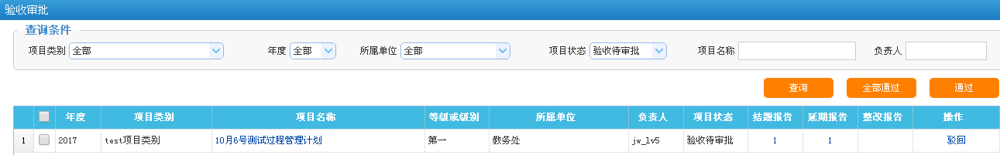 验收审批
查询条件
项目类别 全部 年度 全部 所属单位 全部 项目状态 验收待审批 项目名称 负责人
查询 全部通过 通过
年度 项目类别 项目名称 等级或级别 所属单位 负责人 项目状态 结题报告 延期报告 整改报告 操作
1 2017 test项目类别 10月6号测试过程管理计划 第一 教务处 jw_lv5 验收待审批 1 1 驳回